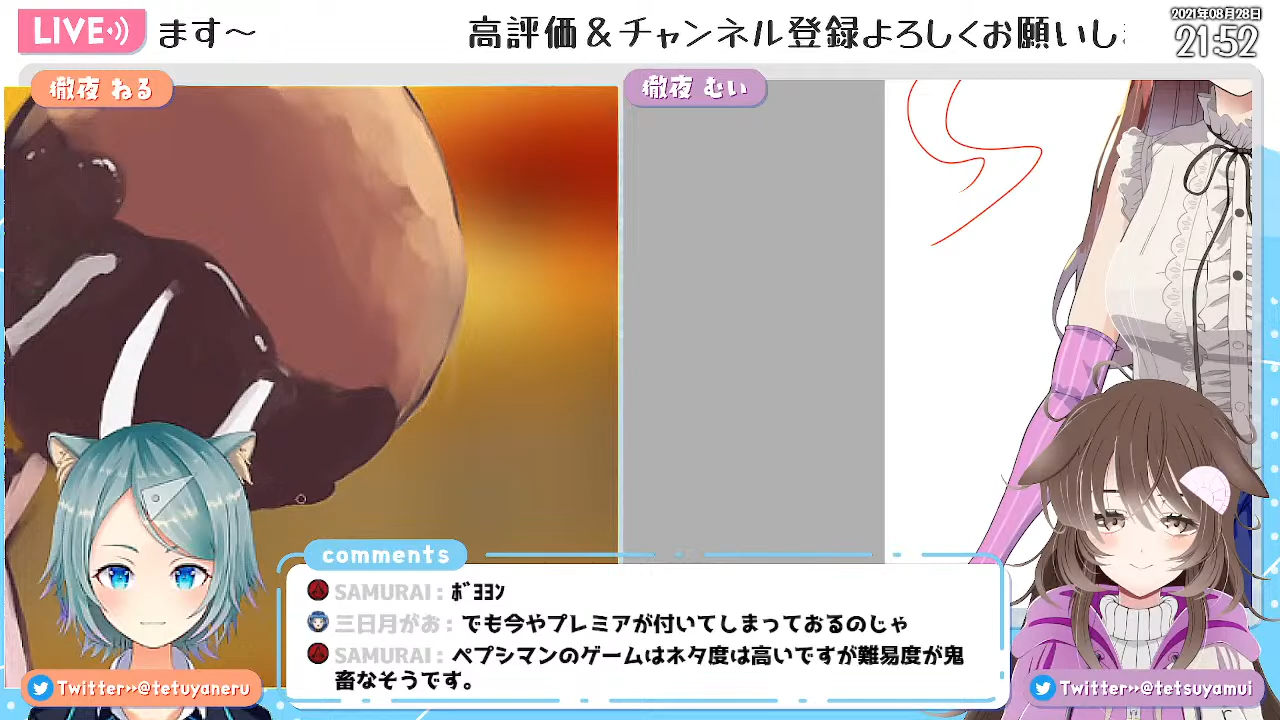 LIVE
ます〜 高評価＆チャンネル登録よろしくお願いし
2021年08月28日
21:52
徹夜 ねる
徹夜 むい
comments
SAMURAI : ﾎﾞﾖﾖﾝ
三日月がお : でも今やプレミアが付いてしまっておるのじゃ
SAMURAI : ペプシマンのゲームはネタ度は高いですが難易度が鬼
畜なそうです。
Twitter››@tetuyaneru
Twitter››@tetsuyamui